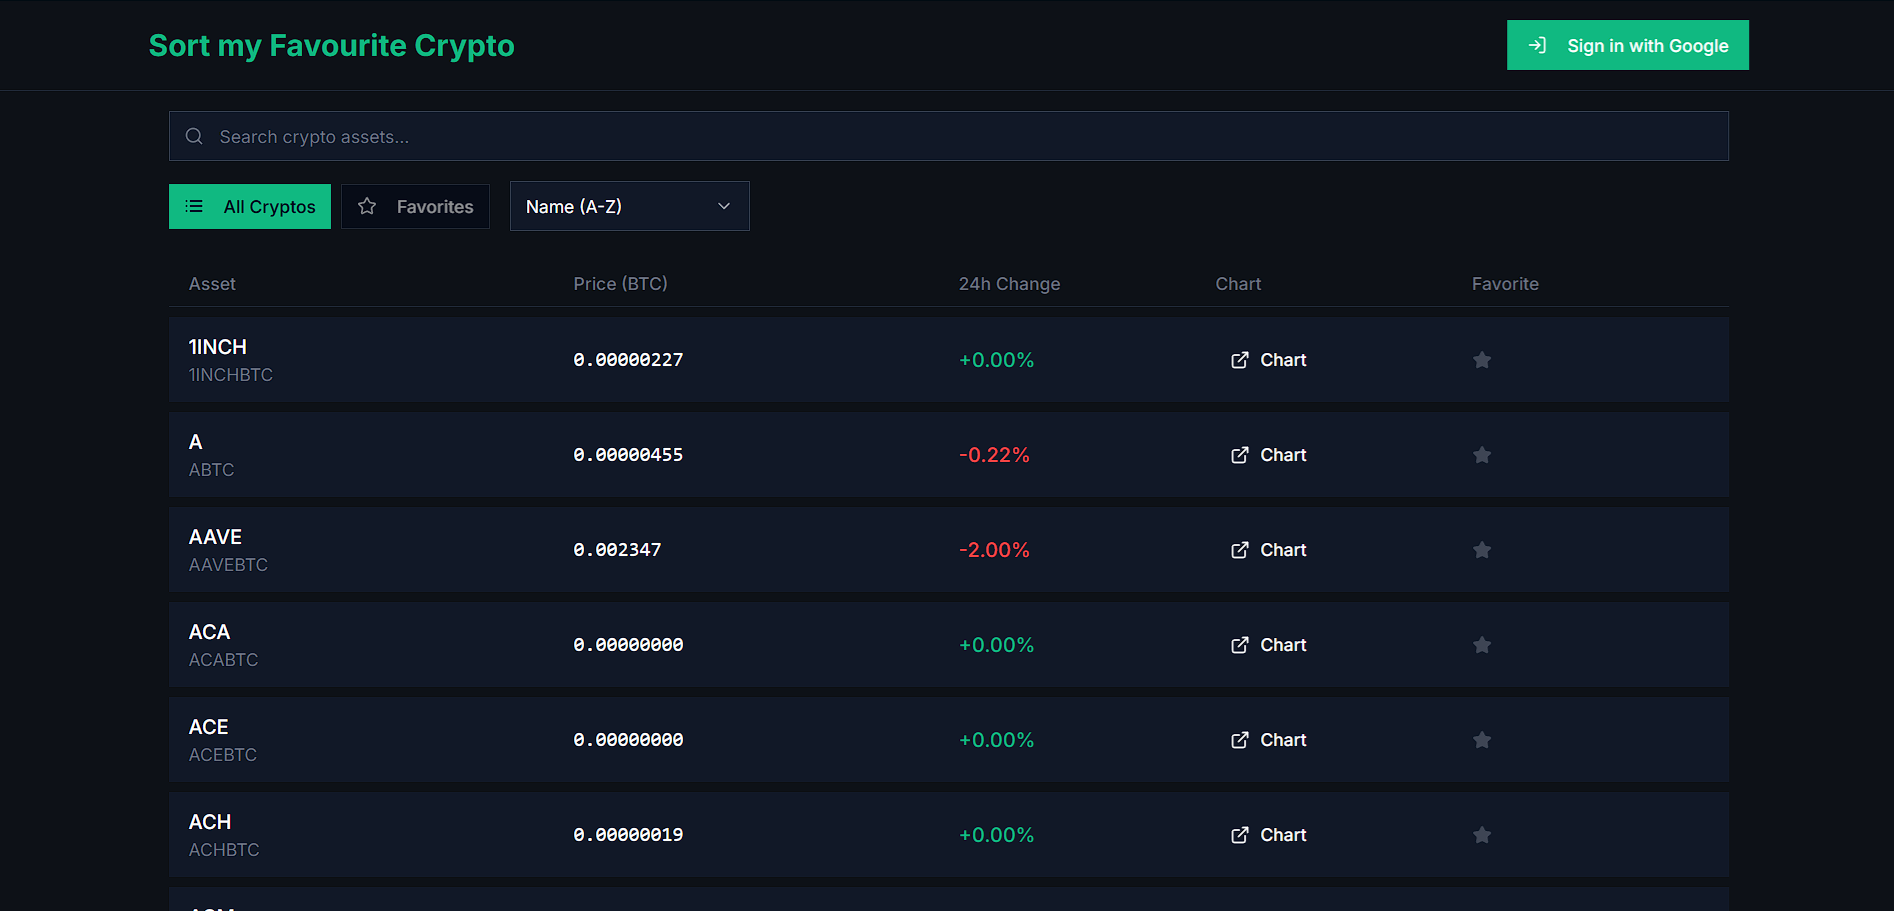 Sort my Favourite Crypto
Sign in with Google
Search crypto assets...
All Cryptos
Favorites
Name (A-Z)
Asset Price (BTC) 24h Change Chart Favorite
1INCH
1INCHBTC
0.00000227 +0.00% Chart
A
ABTC
0.00000455 -0.22% Chart
AAVE
AAVEBTC
0.002347 -2.00% Chart
ACA
ACABTC
0.00000000 +0.00% Chart
ACE
ACEBTC
0.00000000 +0.00% Chart
ACH
ACHBTC
0.00000019 +0.00% Chart